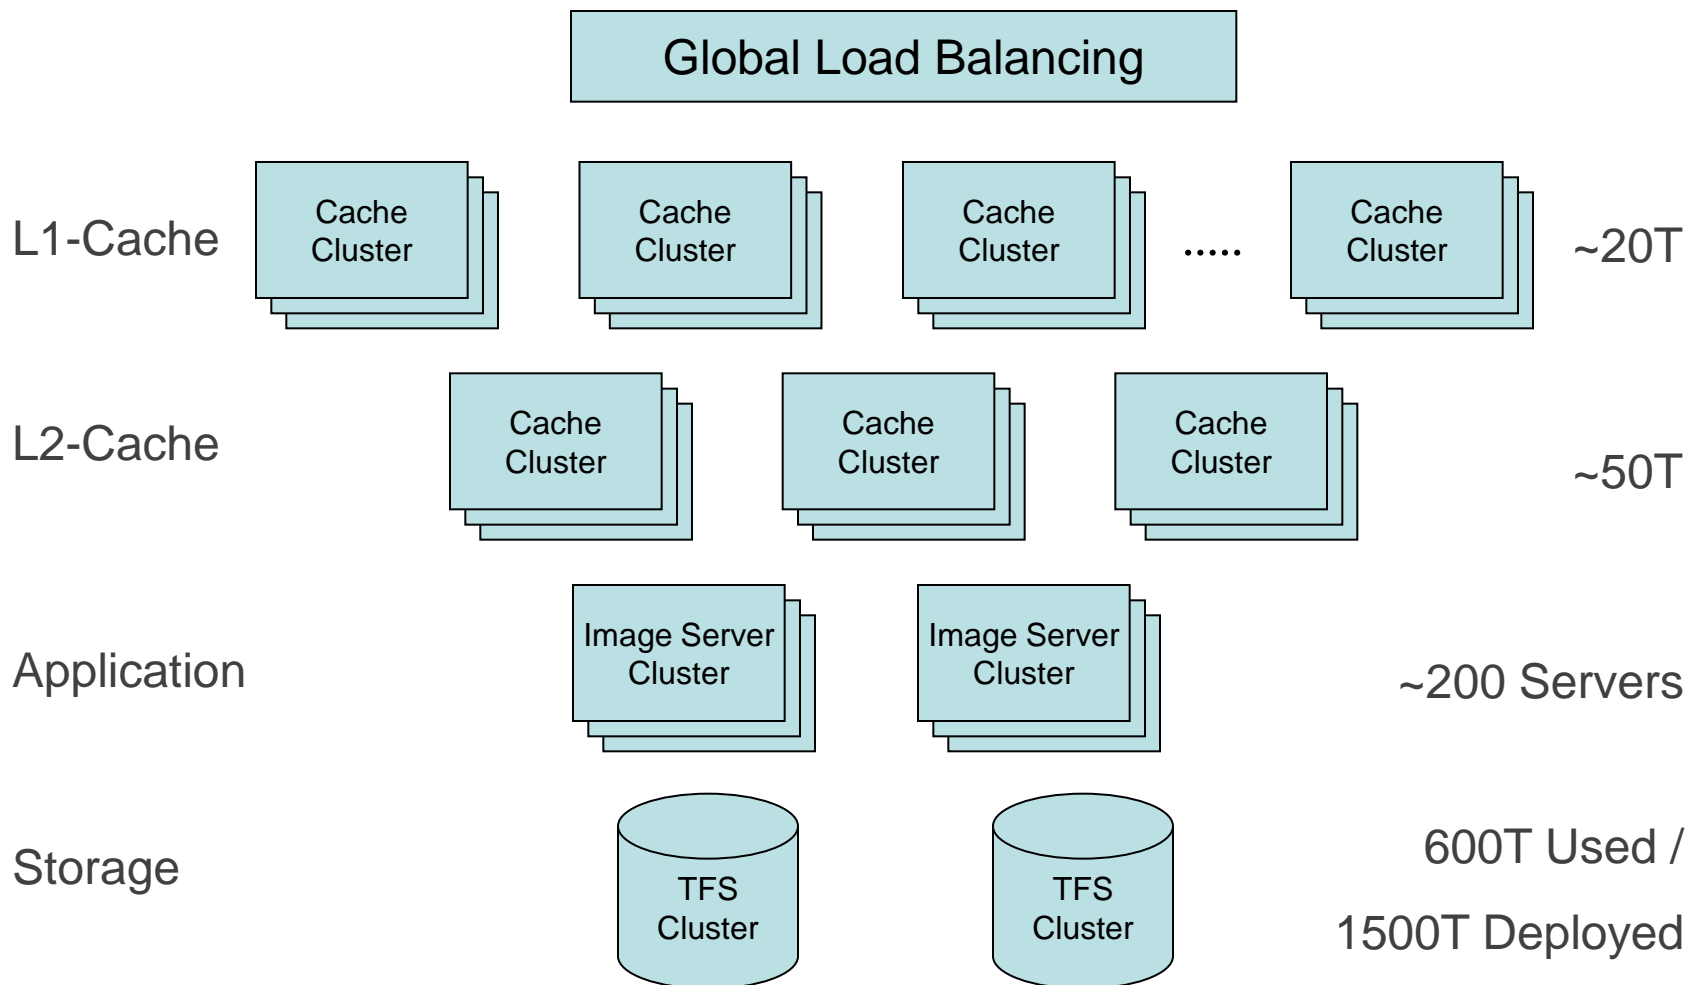 Global Load Balancing
L1-Cache
Cache
Cluster
Cache
Cluster
Cache
Cluster
.....
Cache
Cluster
~20T
L2-Cache
Cache
Cluster
Cache
Cluster
Cache
Cluster
~50T
Application
Image Server
Cluster
Image Server
Cluster
~200 Servers
Storage
TFS
Cluster
TFS
Cluster
600T Used /
1500T Deployed